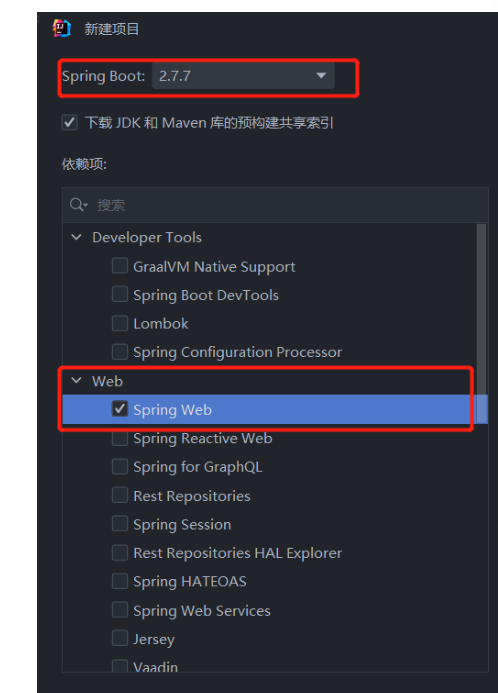 新建项目
Spring Boot: 2.7.7
下载 JDK 和 Maven 库的预构建共享索引
依赖项:
搜索
Developer Tools
GraalVM Native Support
Spring Boot DevTools
Lombok
Spring Configuration Processor
Web
Spring Web
Spring Reactive Web
Spring for GraphQL
Rest Repositories
Spring Session
Rest Repositories HAL Explorer
Spring HATEOAS
Spring Web Services
Jersey
Vaadin